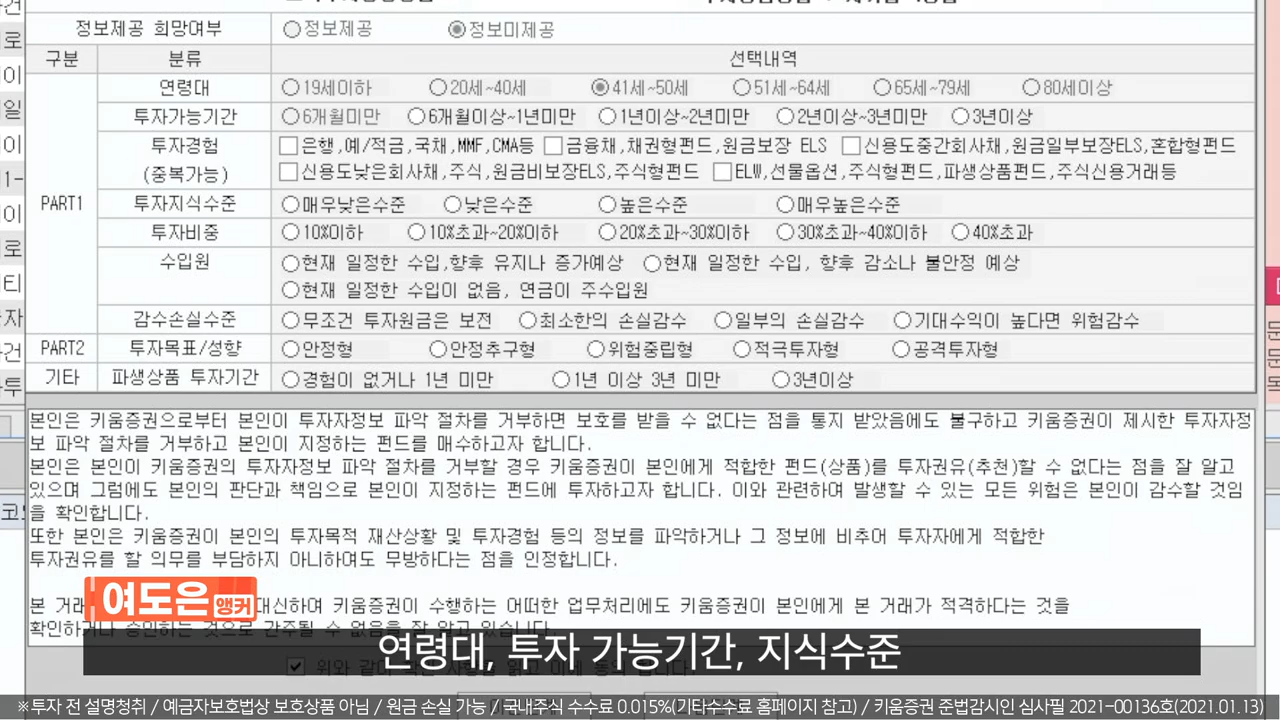 정보제공 희망여부 ○정보제공 ◉정보미제공
구분 분류 선택내역
연령대 ○19세이하 ○20세~40세 ◉41세~50세 ○51세~64세 ○65세~79세 ○80세이상
투자가능기간 ○6개월미만 ○6개월이상~1년미만 ○1년이상~2년미만 ○2년이상~3년미만 ○3년이상
투자경험 □은행,예/적금,국채,MMF,CMA등 □금융채,채권형펀드,원금보장 ELS □신용도중간회사채,원금일부보장ELS,혼합형펀드
(중복가능) □신용도낮은회사채,주식,원금비보장ELS,주식형펀드 □ELW,선물옵션,주식형펀드,파생상품펀드,주식신용거래등
PART1 투자지식수준 ○매우낮은수준 ○낮은수준 ○높은수준 ○매우높은수준
투자비중 ○10%이하 ○10%초과~20%이하 ○20%초과~30%이하 ○30%초과~40%이하 ○40%초과
수입원 ○현재 일정한 수입,향후 유지나 증가예상 ○현재 일정한 수입, 향후 감소나 불안정 예상
○현재 일정한 수입이 없음, 연금이 주수입원
감수손실수준 ○무조건 투자원금은 보전 ○최소한의 손실감수 ○일부의 손실감수 ○기대수익이 높다면 위험감수
PART2 투자목표/성향 ○안정형 ○안정추구형 ○위험중립형 ○적극투자형 ○공격투자형
기타 파생상품 투자기간 ○경험이 없거나 1년 미만 ○1년 이상 3년 미만 ○3년이상
본인은 키움증권으로부터 본인이 투자자정보 파악 절차를 거부하면 보호를 받을 수 없다는 점을 통지 받았음에도 불구하고 키움증권이 제시한 투자자정
보 파악 절차를 거부하고 본인이 지정하는 펀드를 매수하고자 합니다.
본인은 본인이 키움증권의 투자자정보 파악 절차를 거부할 경우 키움증권이 본인에게 적합한 펀드(상품)를 투자권유(추천)할 수 없다는 점을 잘 알고
있으며 그럼에도 본인의 판단과 책임으로 본인이 지정하는 펀드에 투자하고자 합니다. 이와 관련하여 발생할 수 있는 모든 위험은 본인이 감수할 것임
을 확인합니다.
또한 본인은 키움증권이 본인의 투자목적 재산상황 및 투자경험 등의 정보를 파악하거나 그 정보에 비추어 투자자에게 적합한
투자권유를 할 의무를 부담하지 아니하여도 무방하다는 점을 인정합니다.
본 거래 대신하여 키움증권이 수행하는 어떠한 업무처리에도 키움증권이 본인에게 본 거래가 적격하다는 것을
확인하거나 승인하는 것으로 간주될 수 없음을 잘 알고 있습니다.
여도은 앵커
연령대, 투자 가능기간, 지식수준
※투자 전 설명청취 / 예금자보호법상 보호상품 아님 / 원금 손실 가능 / 국내주식 수수료 0.015%(기타수수료 홈페이지 참고) / 키움증권 준법감시인 심사필 2021-00136호(2021.01.13)